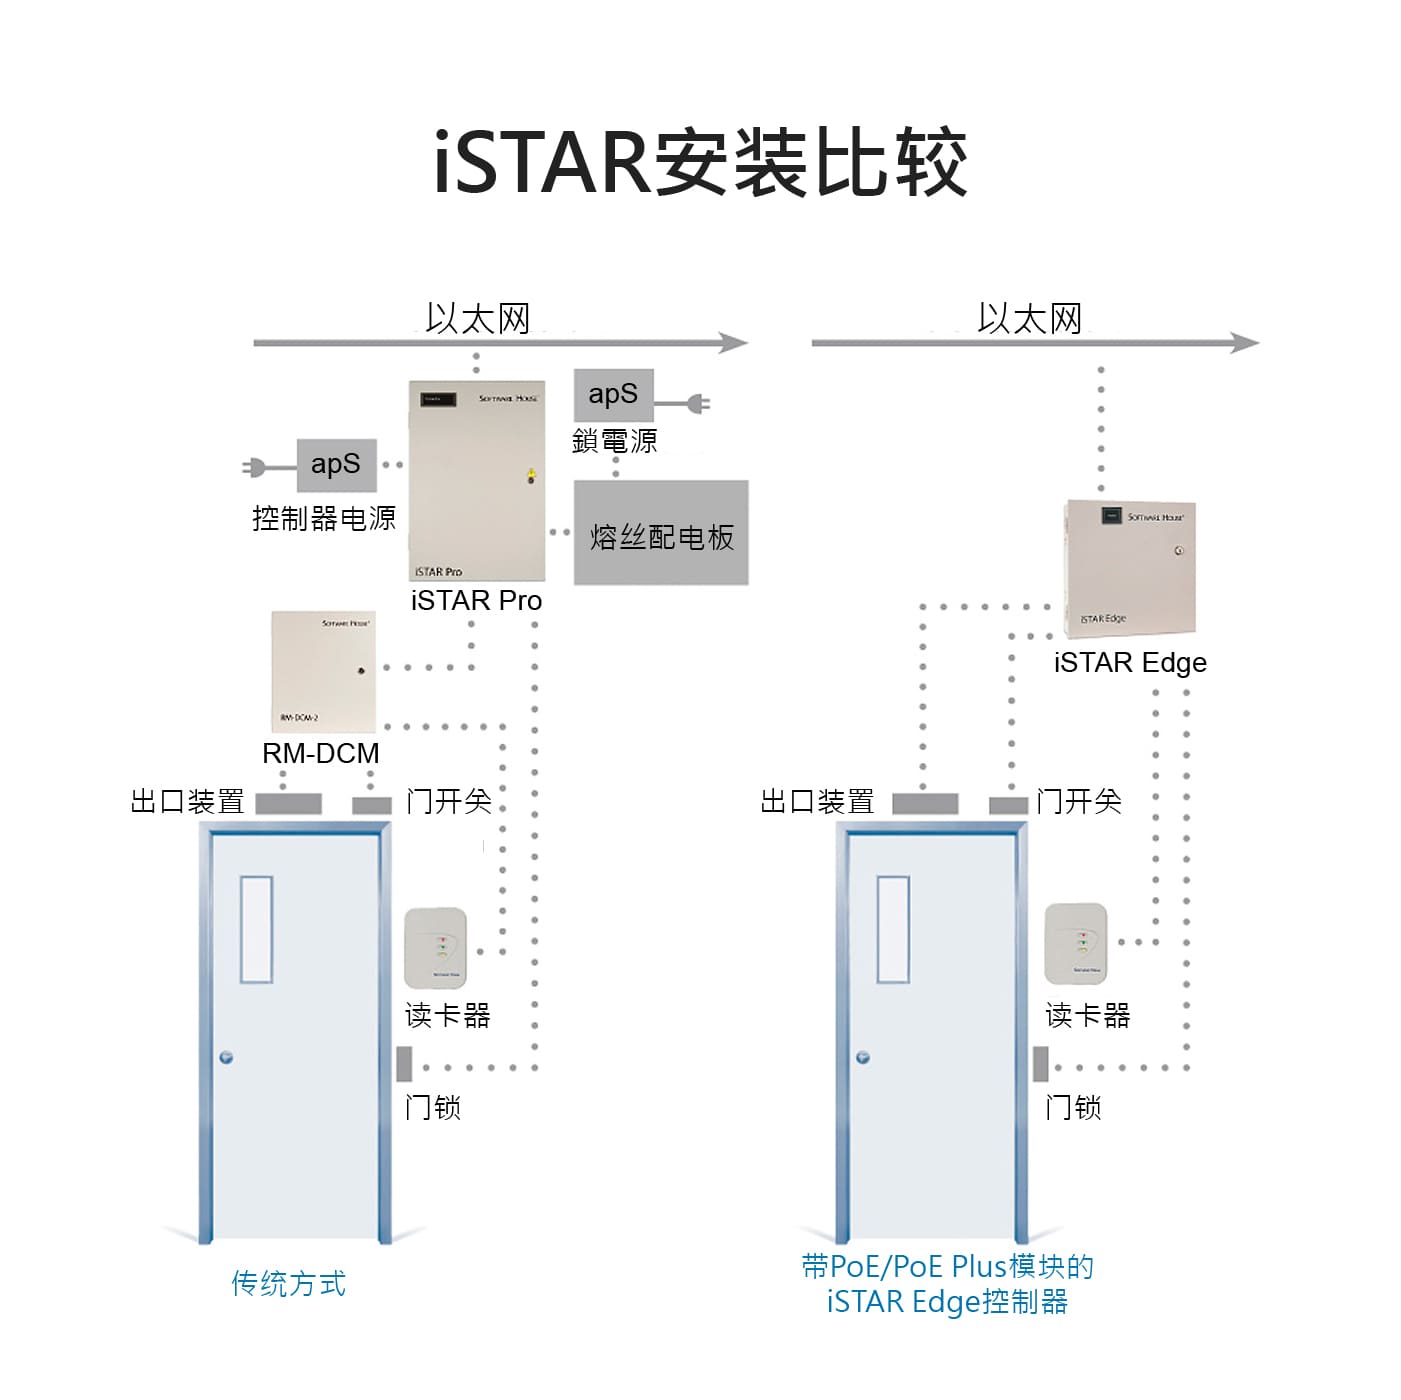 iSTAR安装比较
以太网
SOFTWARE HOUSE
apS
鎖電源
apS
控制器电源
熔丝配电板
iSTAR Pro
iSTAR Pro
SOFTWARE HOUSE
RM-DCM-2
RM-DCM
出口装置
门开关
读卡器
门锁
传统方式
以太网
SOFTWARE HOUSE
iSTAR Edge
iSTAR Edge
出口装置
门开关
读卡器
门锁
带PoE/PoE Plus模块的
iSTAR Edge控制器